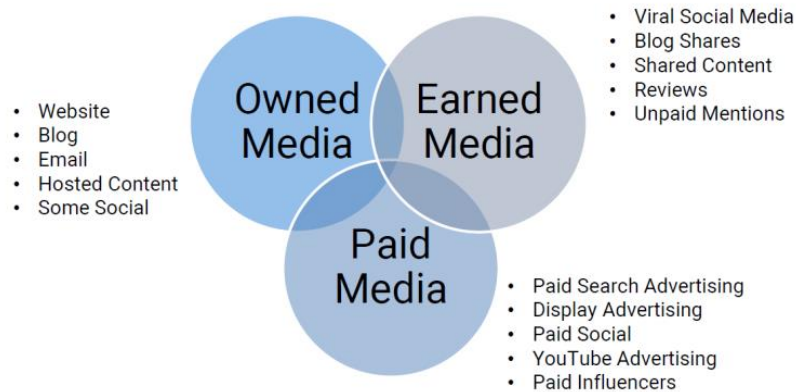 Owned
Media
• Website
• Blog
• Email
• Hosted Content
• Some Social
Earned
Media
• Viral Social Media
• Blog Shares
• Shared Content
• Reviews
• Unpaid Mentions
Paid
Media
• Paid Search Advertising
• Display Advertising
• Paid Social
• YouTube Advertising
• Paid Influencers